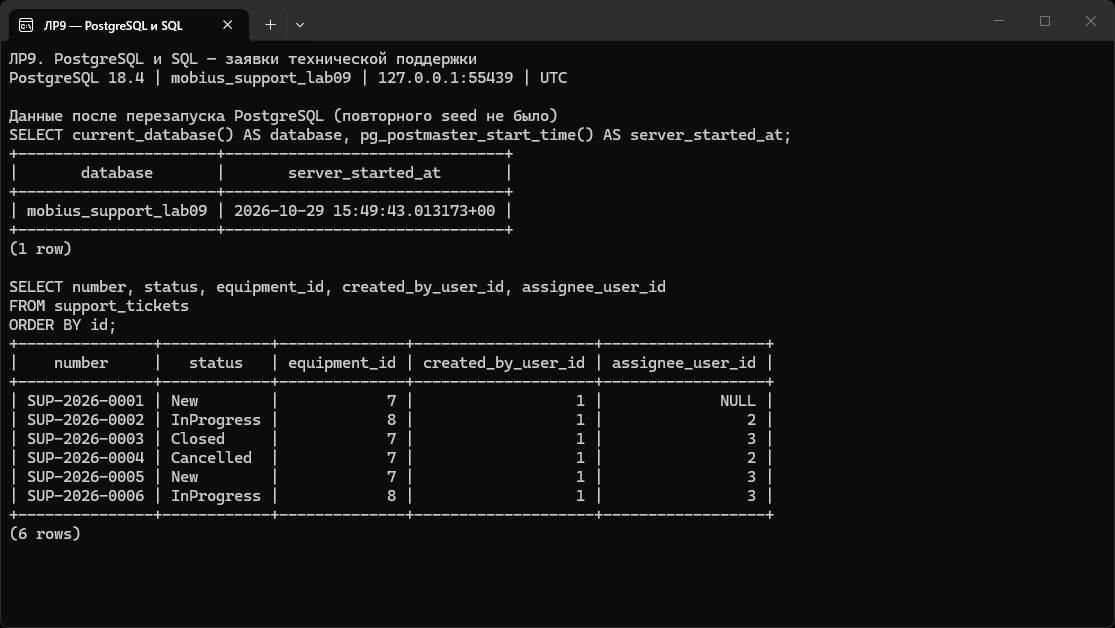 ЛР9 — PostgreSQL и SQL
ЛР9. PostgreSQL и SQL — заявки технической поддержки
PostgreSQL 18.4 | mobius_support_lab09 | 127.0.0.1:55439 | UTC
Данные после перезапуска PostgreSQL (повторного seed не было)
SELECT current_database() AS database, pg_postmaster_start_time() AS server_started_at;
+----------------------+-------------------------------+
| database | server_started_at |
+----------------------+-------------------------------+
| mobius_support_lab09 | 2026-10-29 15:49:43.013173+00 |
+----------------------+-------------------------------+
(1 row)
SELECT number, status, equipment_id, created_by_user_id, assignee_user_id
FROM support_tickets
ORDER BY id;
+---------------+------------+--------------+--------------------+------------------+
| number | status | equipment_id | created_by_user_id | assignee_user_id |
+---------------+------------+--------------+--------------------+------------------+
| SUP-2026-0001 | New | 7 | 1 | NULL |
| SUP-2026-0002 | InProgress | 8 | 1 | 2 |
| SUP-2026-0003 | Closed | 7 | 1 | 3 |
| SUP-2026-0004 | Cancelled | 7 | 1 | 2 |
| SUP-2026-0005 | New | 7 | 1 | 3 |
| SUP-2026-0006 | InProgress | 8 | 1 | 3 |
+---------------+------------+--------------+--------------------+------------------+
(6 rows)